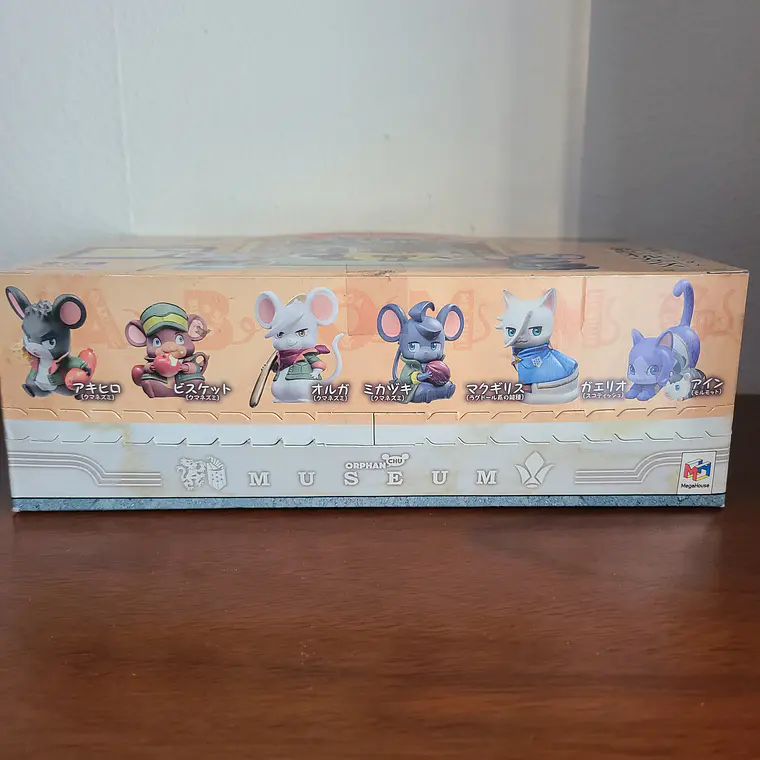 アキヒロ
(クマネズミ)
ビスケット
(クマネズミ)
オルガ
(クマネズミ)
ミカヅキ
(クマネズミ)
マクギリス
(ラグドール系の雑種)
ガエリオ
(スコティッシュ)
アイン
(モルモット)
ORPHAN CHU
MUSEUM
MegaHouse